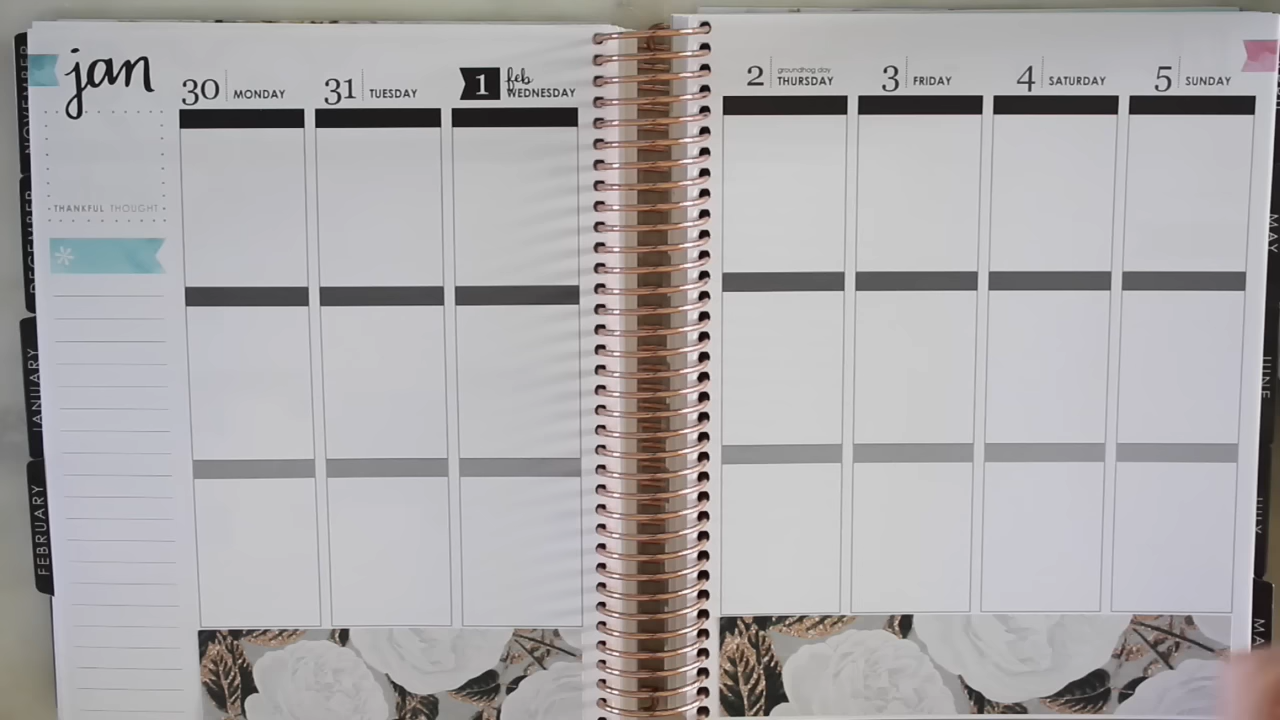 jan
30 MONDAY
31 TUESDAY
1 feb WEDNESDAY
2 groundhog day THURSDAY
3 FRIDAY
4 SATURDAY
5 SUNDAY
THANKFUL THOUGHT
NOVEMBER
DECEMBER
JANUARY
FEBRUARY
MAY
JUNE
JULY